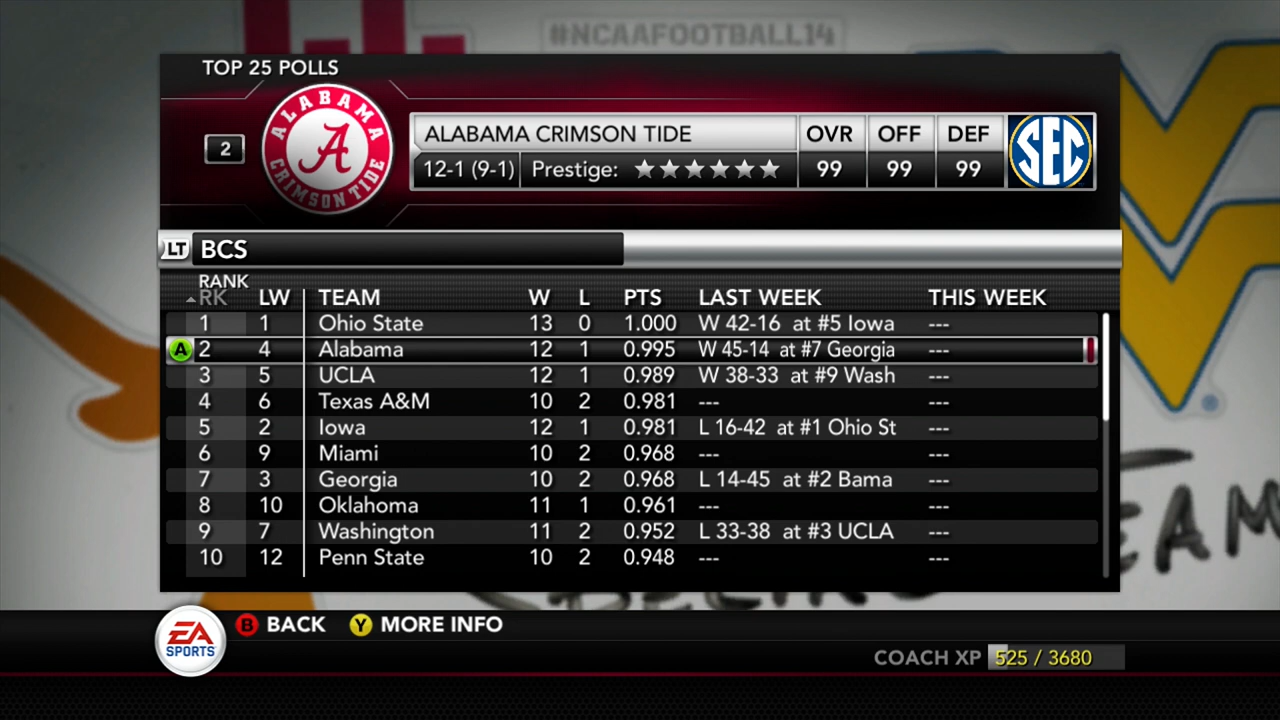 #NCAAFOOTBALL14
TOP 25 POLLS
2
ALABAMA
A
CRIMSON TIDE
ALABAMA CRIMSON TIDE OVR OFF DEF
12-1 (9-1) Prestige: ★★★★★★ 99 99 99
SEC
LT BCS
RANK
RK LW TEAM W L PTS LAST WEEK THIS WEEK
1 1 Ohio State 13 0 1.000 W 42-16 at #5 Iowa ---
A 2 4 Alabama 12 1 0.995 W 45-14 at #7 Georgia ---
3 5 UCLA 12 1 0.989 W 38-33 at #9 Wash ---
4 6 Texas A&M 10 2 0.981 --- ---
5 2 Iowa 12 1 0.981 L 16-42 at #1 Ohio St ---
6 9 Miami 10 2 0.968 --- ---
7 3 Georgia 10 2 0.968 L 14-45 at #2 Bama ---
8 10 Oklahoma 11 1 0.961 --- ---
9 7 Washington 11 2 0.952 L 33-38 at #3 UCLA ---
10 12 Penn State 10 2 0.948 --- ---
B BACK Y MORE INFO
EA
SPORTS
COACH XP 525 / 3680